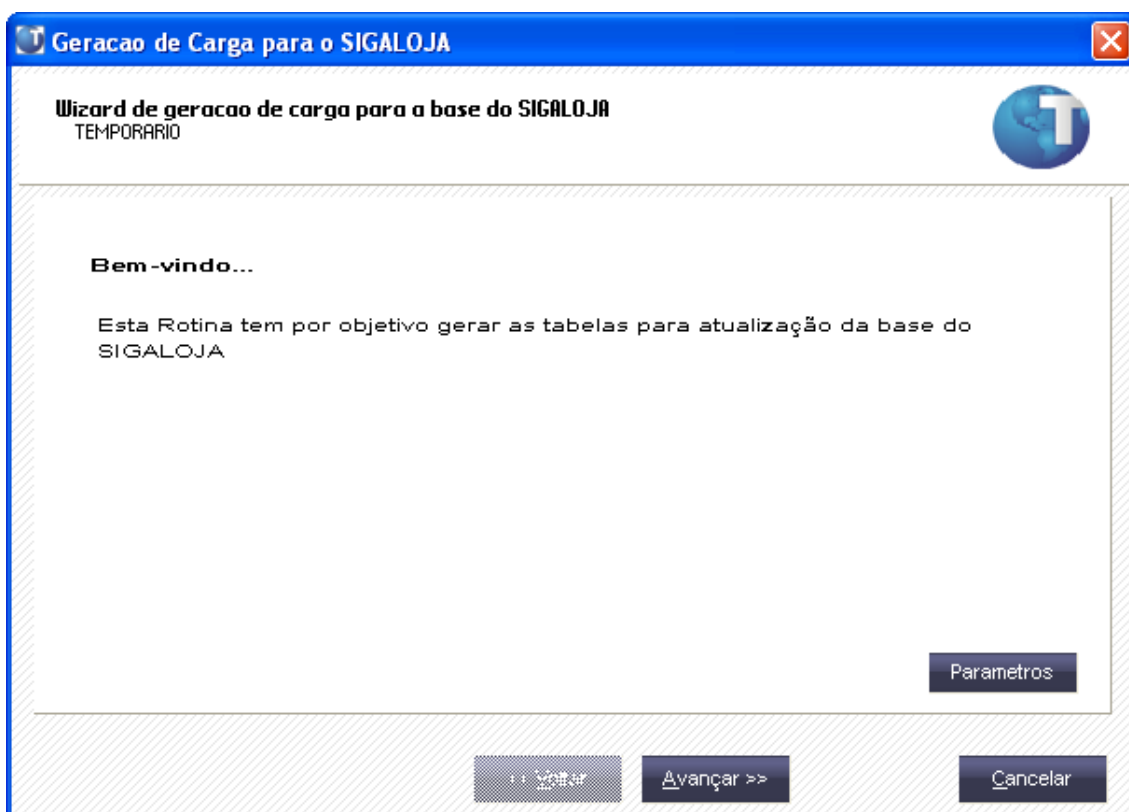 Geracao de Carga para o SIGALOJA
Wizard de geracao de carga para a base do SIGALOJA
TEMPORARIO
T
Bem-vindo...
Esta Rotina tem por objetivo gerar as tabelas para atualização da base do
SIGALOJA
Parametros
<< Voltar
Avançar >>
Cancelar